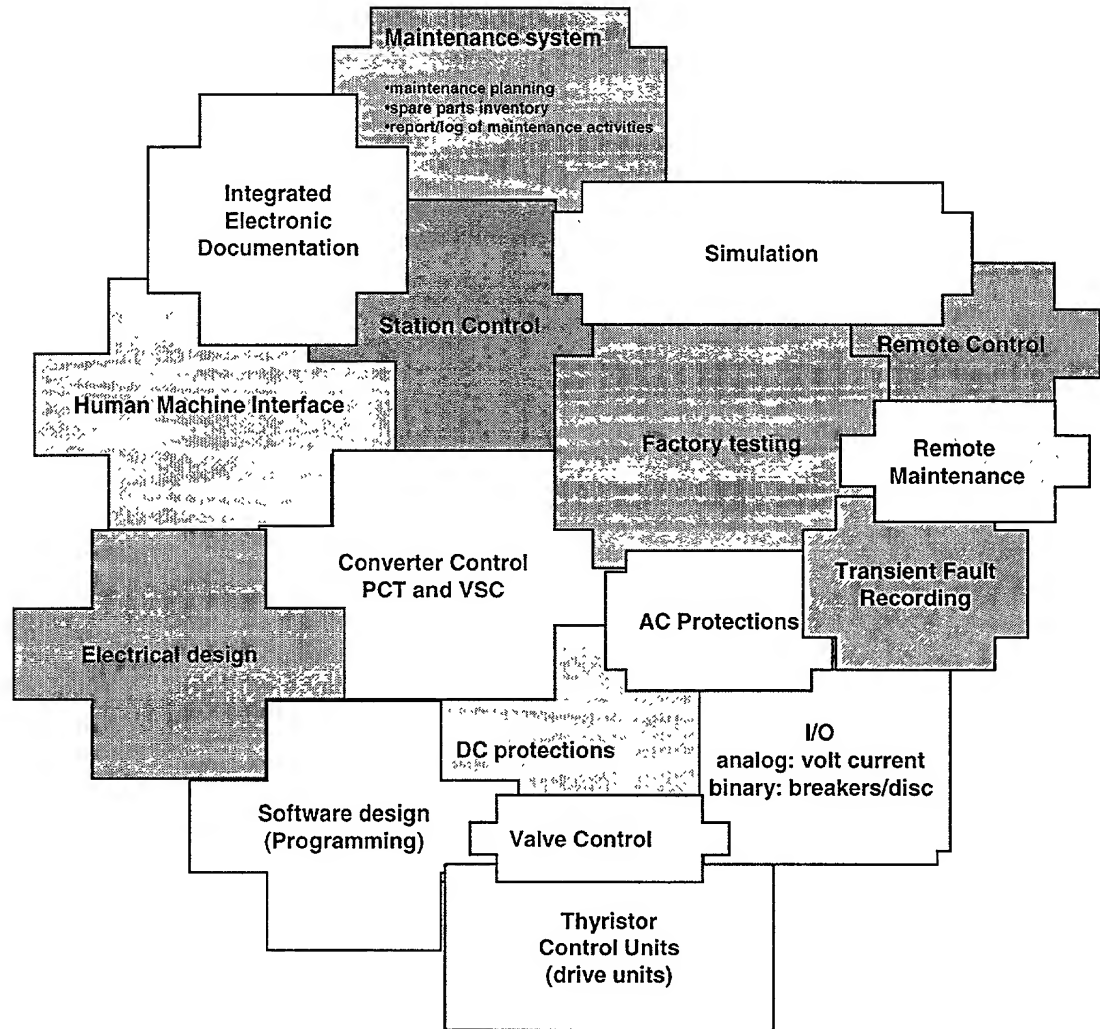 Maintenance system
•maintenance planning
•spare parts inventory
•report/log of maintenance activities
Integrated
Electronic
Documentation
Simulation
Station Control
Remote Control
Human Machine Interface
Factory testing
Remote
Maintenance
Converter Control
PCT and VSC
Transient Fault
Recording
AC Protections
Electrical design
I/O
analog: volt current
binary: breakers/disc
DC protections
Software design
(Programming)
Valve Control
Thyristor
Control Units
(drive units)